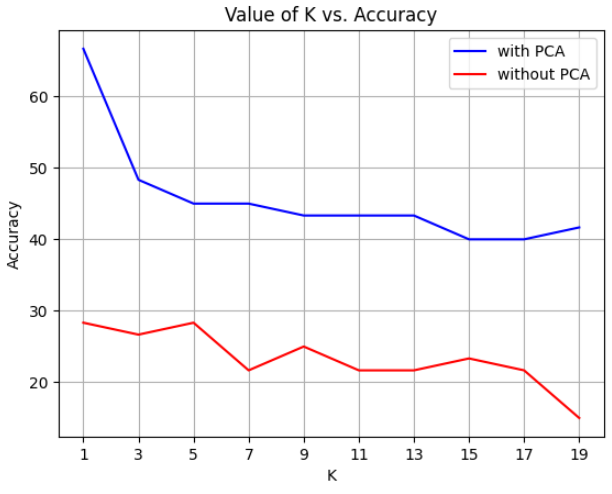 Value of K vs. Accuracy
with PCA
without PCA
Accuracy
60
50
40
30
20
1 3 5 7 9 11 13 15 17 19
K